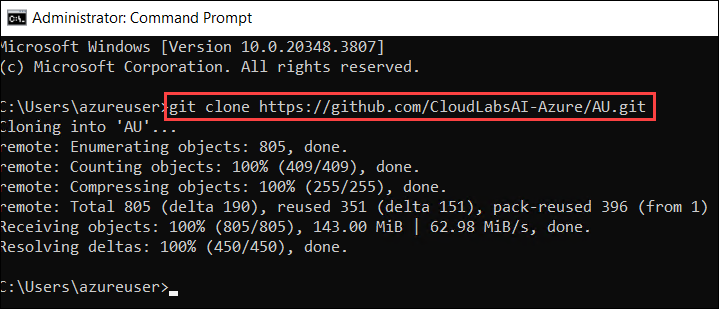 Administrator: Command Prompt
Microsoft Windows [Version 10.0.20348.3807]
(c) Microsoft Corporation. All rights reserved.
C:\Users\azureuser>git clone https://github.com/CloudLabsAI-Azure/AU.git
Cloning into 'AU'...
remote: Enumerating objects: 805, done.
remote: Counting objects: 100% (409/409), done.
remote: Compressing objects: 100% (255/255), done.
remote: Total 805 (delta 190), reused 351 (delta 151), pack-reused 396 (from 1)
Receiving objects: 100% (805/805), 143.00 MiB | 62.98 MiB/s, done.
Resolving deltas: 100% (450/450), done.
C:\Users\azureuser>